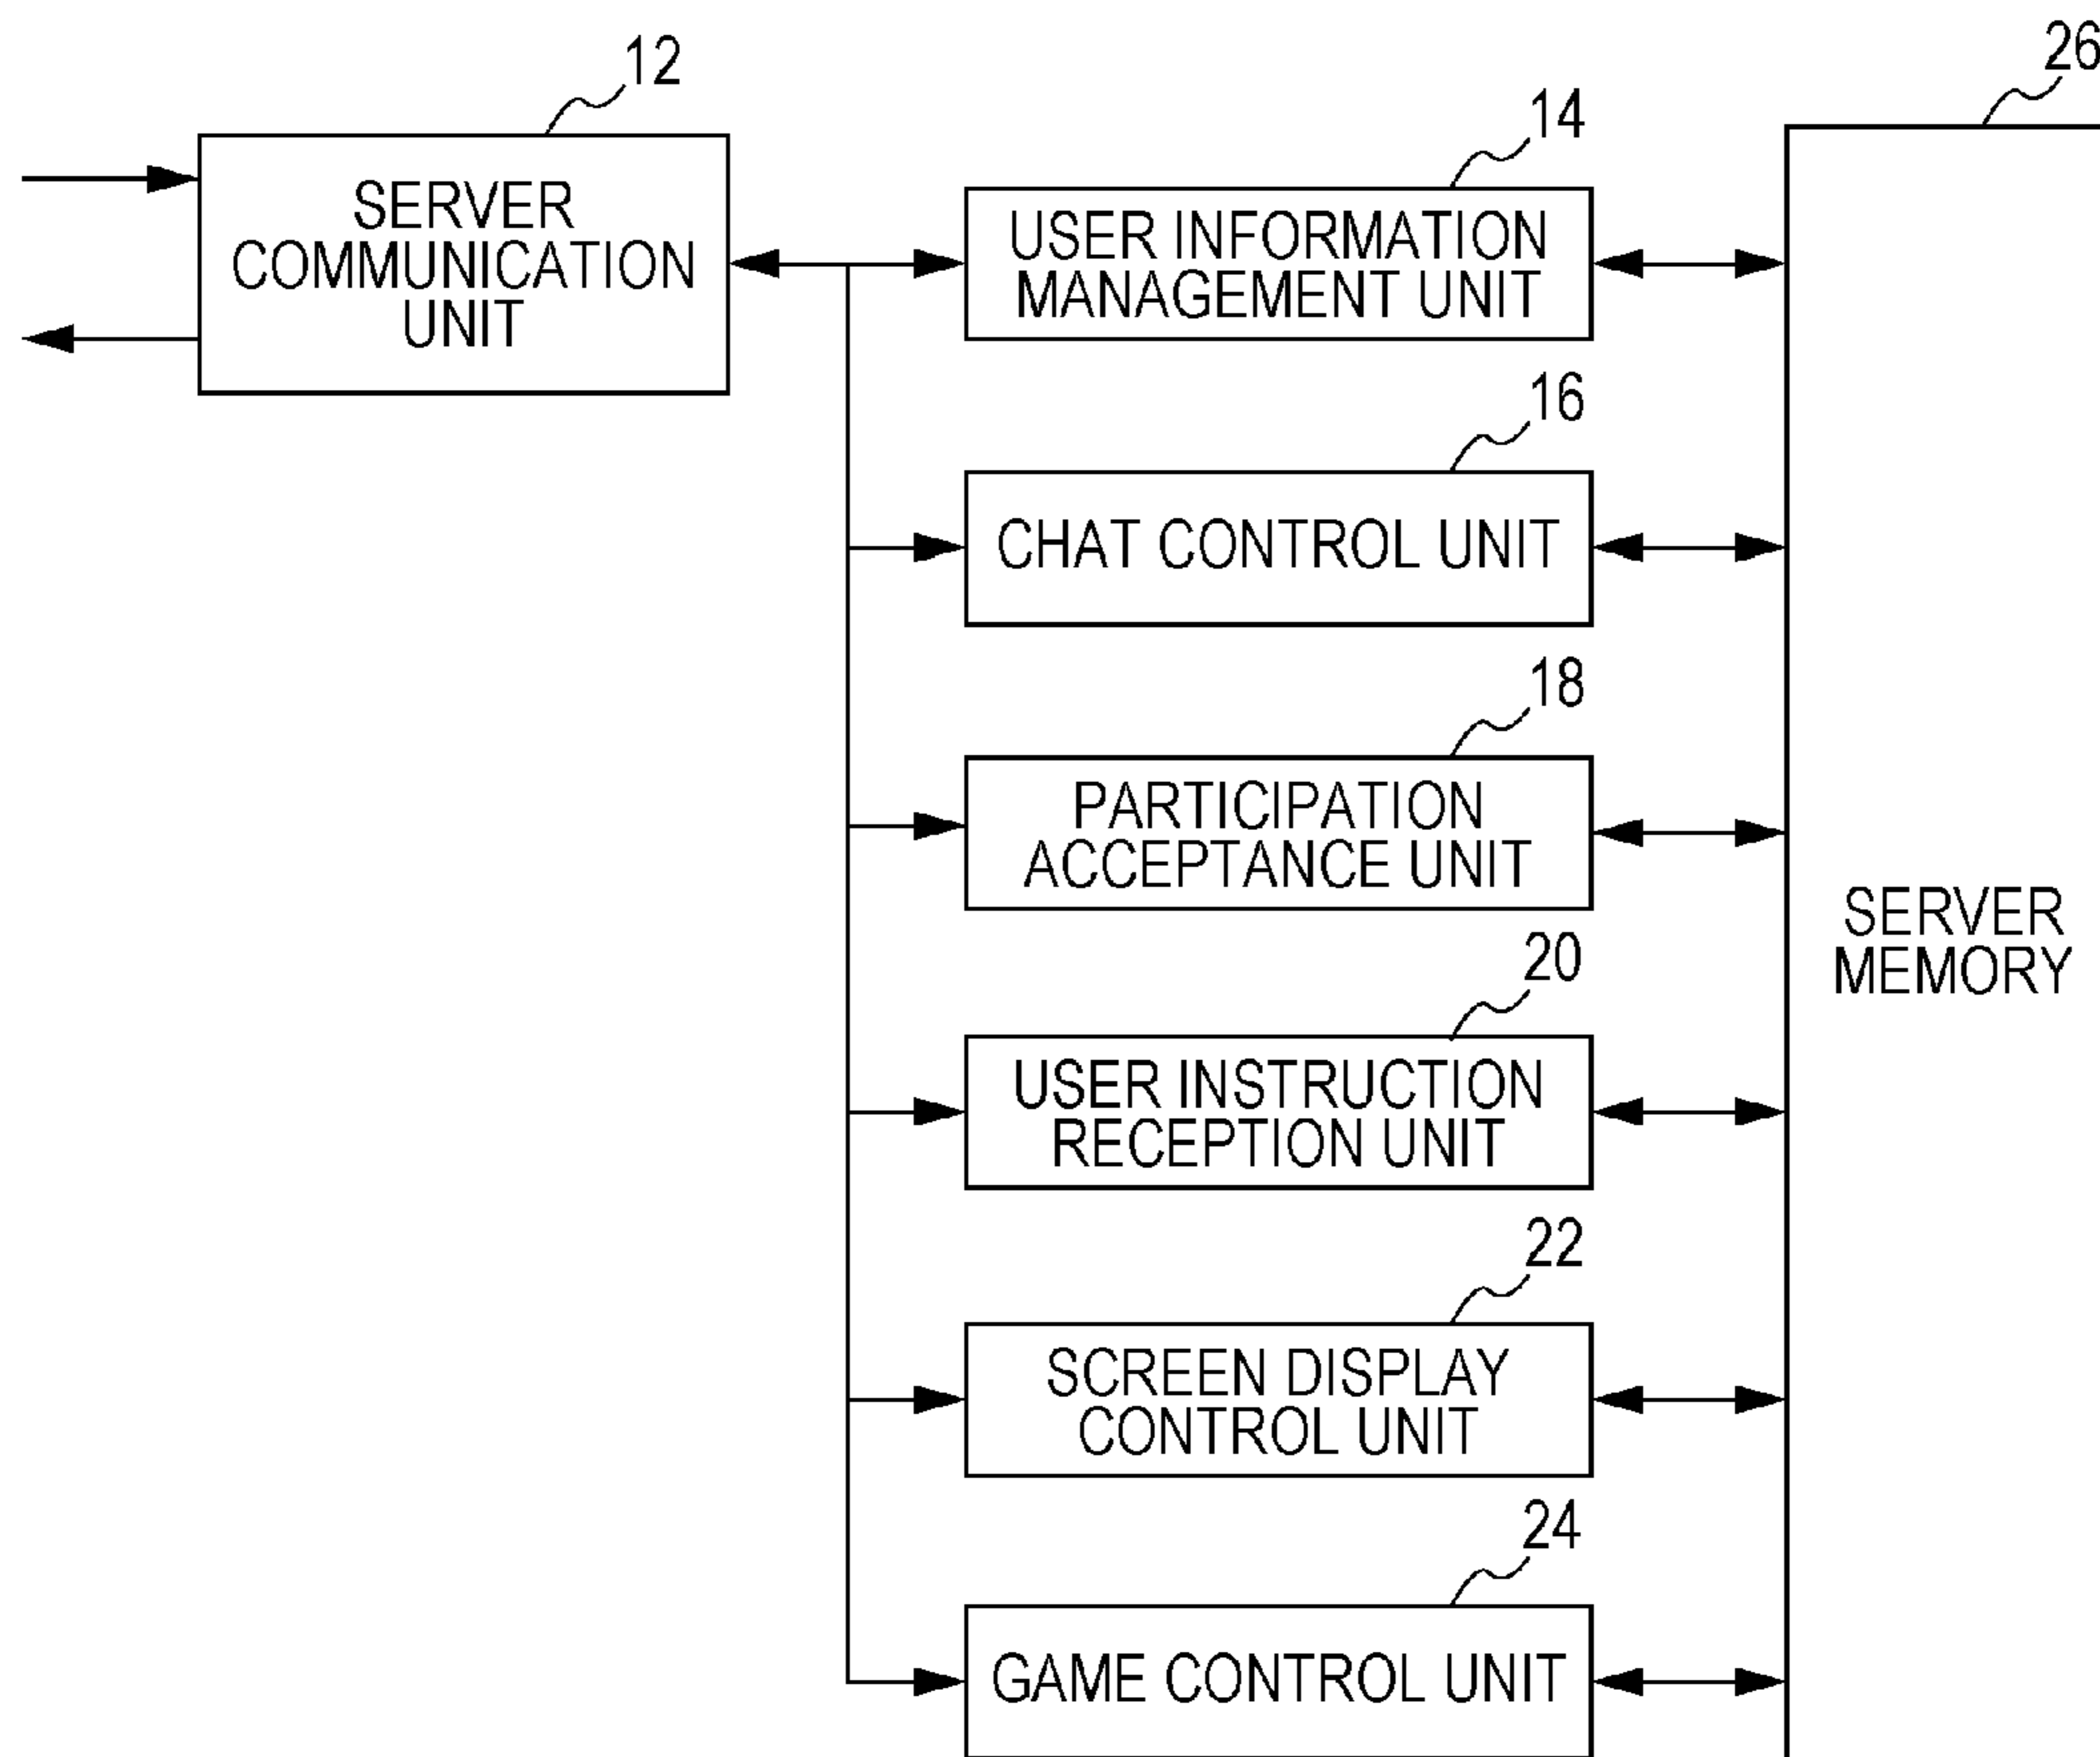 12
SERVER
COMMUNICATION
UNIT
14
USER INFORMATION
MANAGEMENT UNIT
16
CHAT CONTROL UNIT
18
PARTICIPATION
ACCEPTANCE UNIT
20
USER INSTRUCTION
RECEPTION UNIT
22
SCREEN DISPLAY
CONTROL UNIT
24
GAME CONTROL UNIT
26
SERVER
MEMORY